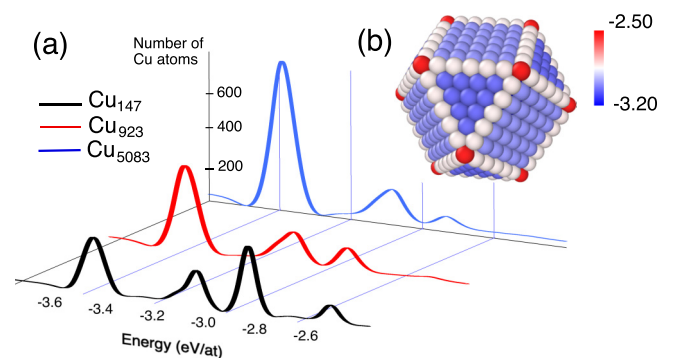 (a)
Number of
Cu atoms
600
400
200
Cu147
Cu923
Cu5083
-3.6
-3.4
-3.2
-3.0
-2.8
-2.6
Energy (eV/at)
(b)
-2.50
-3.20